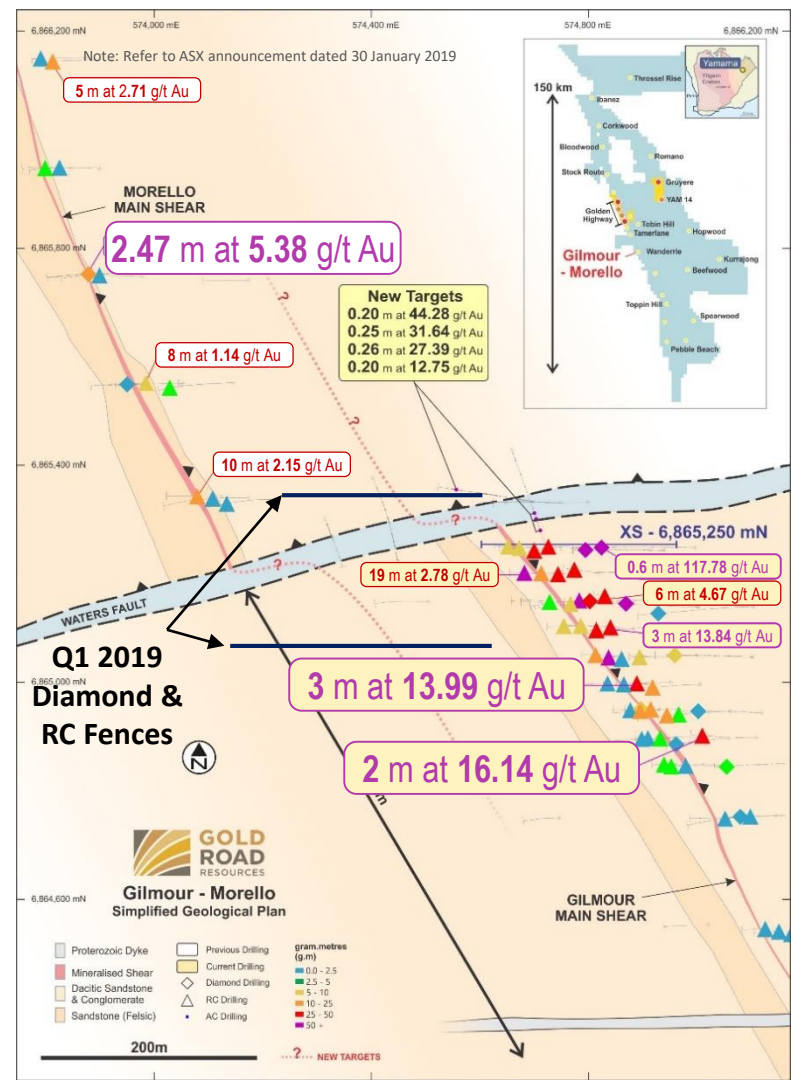 574,000 mE
574,400 mE
574,800 mE
6,866,200 mN
6,866,200 mN
Note: Refer to ASX announcement dated 30 January 2019
5 m at 2.71 g/t Au
MORELLO
MAIN SHEAR
6,865,800 mN
2.47 m at 5.38 g/t Au
8 m at 1.14 g/t Au
10 m at 2.15 g/t Au
6,865,400 mN
?
?
New Targets
0.20 m at 44.28 g/t Au
0.25 m at 31.64 g/t Au
0.26 m at 27.39 g/t Au
0.20 m at 12.75 g/t Au
150 km
Yamarna
Yilgarn
Craton
Throssel Rise
Ibanez
Corkwood
Bloodwood
Romano
Stock Route
Gruyere
YAM 14
Golden
Highway
Tobin Hill
Tamerlane
Hopwood
Gilmour
- Morello
Wanderrie
Kurrajong
Beefwood
Toppin Hill
Spearwood
Pebble Beach
?
?
WATERS FAULT
XS - 6,865,250 mN
0.6 m at 117.78 g/t Au
19 m at 2.78 g/t Au
6 m at 4.67 g/t Au
3 m at 13.84 g/t Au
Q1 2019
Diamond &
RC Fences
6,865,000 mN
3 m at 13.99 g/t Au
2 m at 16.14 g/t Au
m
N
GOLD
ROAD
RESOURCES
Gilmour - Morello
Simplified Geological Plan
6,864,600 mN
GILMOUR
MAIN SHEAR
Proterozoic Dyke
Mineralised Shear
Dacitic Sandstone
& Conglomerate
Sandstone (Felsic)
Previous Drilling
Current Drilling
Diamond Drilling
RC Drilling
AC Drilling
gram.metres
(g.m)
0.0 - 2.5
2.5 - 5
5 - 10
10 - 25
25 - 50
50 +
200m
? NEW TARGETS